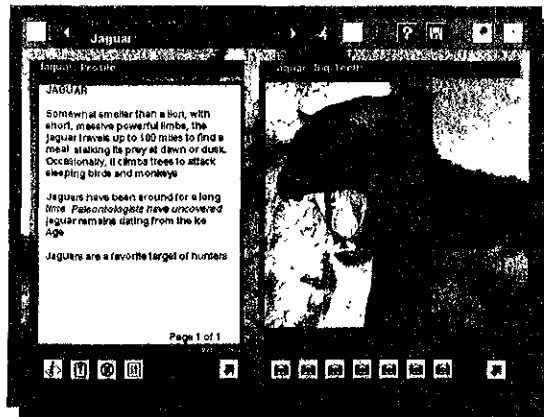 Jaguar
Jaguar Profile
Jaguar Big Teeth
JAGUAR
Somewhat smaller than a lion, with
short, massive powerful limbs, the
jaguar travels up to 500 miles to find a
meal stalking its prey at dawn or dusk.
Occasionally, it climbs trees to attack
sleeping birds and monkeys
Jaguars have been around for a long
time. Paleontologists have uncovered
jaguar remains dating from the Ice
Age
Jaguars are a favorite target of hunters
Page 1 of 1